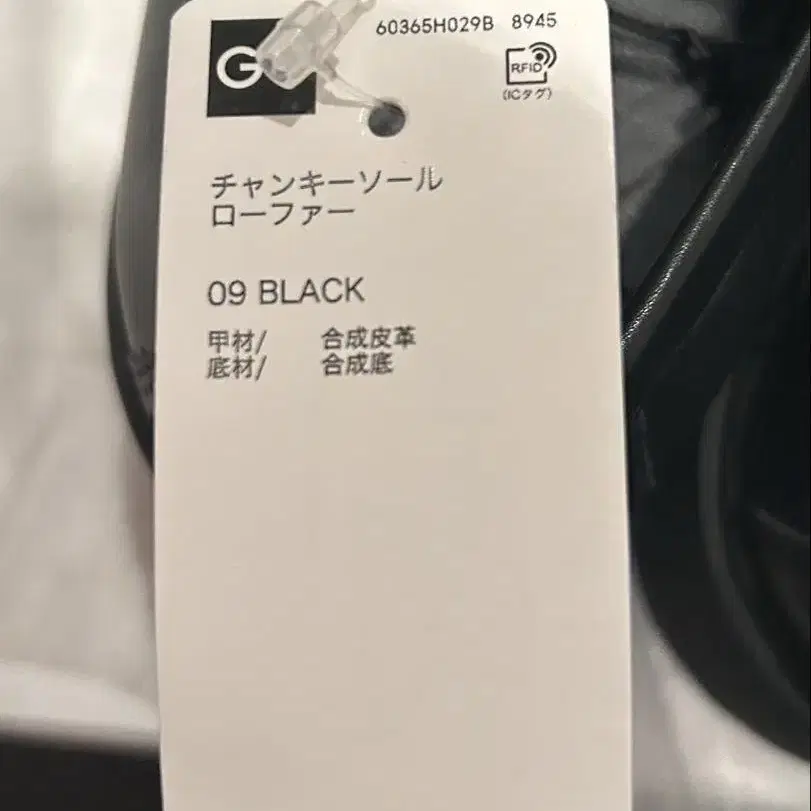 60365H029B 8945
G
RFID
(ICタグ)
チャンキーソール
ローファー
09 BLACK
甲材/ 合成皮革
底材/ 合成底